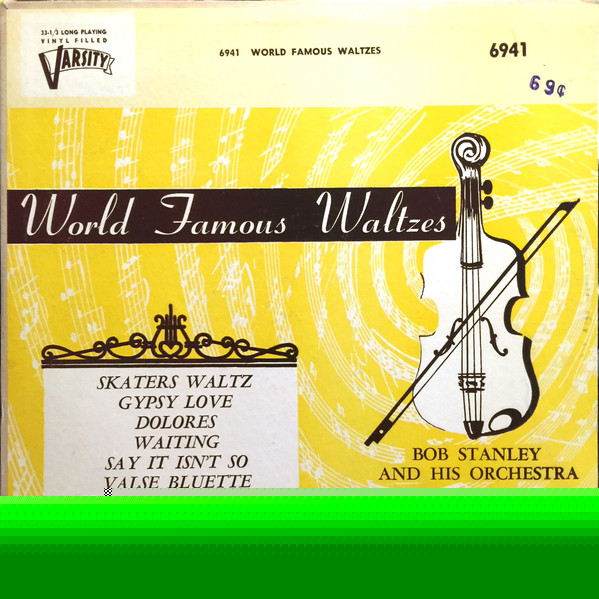 33-1/3 LONG PLAYING
VINYL FILLED
VARSITY
6941 WORLD FAMOUS WALTZES
6941
69¢
World Famous Waltzes
SKATERS WALTZ
GYPSY LOVE
DOLORES
WAITING
SAY IT ISN'T SO
VALSE BLUETTE
BOB STANLEY
AND HIS ORCHESTRA